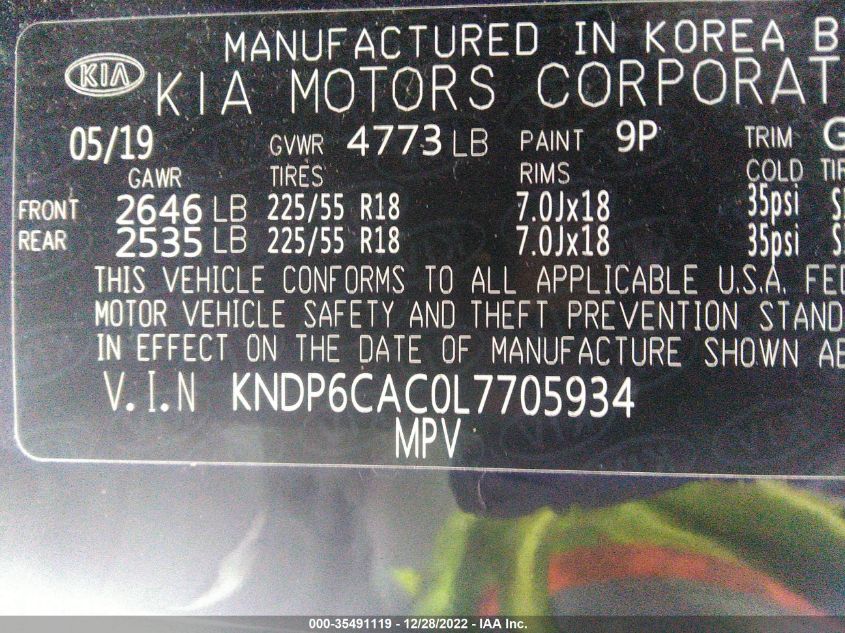 MANUFACTURED IN KOREA B
KIA
KIA MOTORS CORPORAT
05/19 GVWR 4773 LB PAINT 9P TRIM G
GAWR TIRES RIMS COLD TIR
FRONT 2646 LB 225/55 R18 7.0Jx18 35psi S
REAR 2535 LB 225/55 R18 7.0Jx18 35psi S
THIS VEHICLE CONFORMS TO ALL APPLICABLE U.S.A. FED
MOTOR VEHICLE SAFETY AND THEFT PREVENTION STAND
IN EFFECT ON THE DATE OF MANUFACTURE SHOWN AB
V.I.N KNDP6CAC0L7705934
MPV
000-35491119 - 12/28/2022 - IAA Inc.